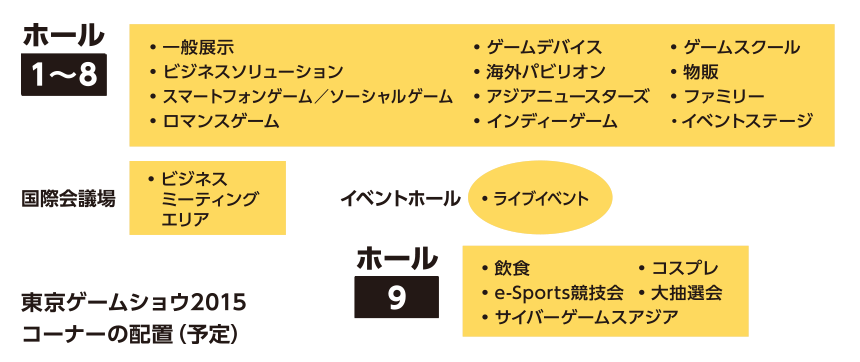 ホール
1〜8
・一般展示
・ビジネスソリューション
・スマートフォンゲーム／ソーシャルゲーム
・ロマンスゲーム
・ゲームデバイス
・海外パビリオン
・アジアニュースターズ
・インディーゲーム
・ゲームスクール
・物販
・ファミリー
・イベントステージ
国際会議場
・ビジネス
ミーティング
エリア
イベントホール
・ライブイベント
ホール
9
・飲食
・e-Sports競技会
・サイバーゲームスアジア
・コスプレ
・大抽選会
東京ゲームショウ2015
コーナーの配置（予定）